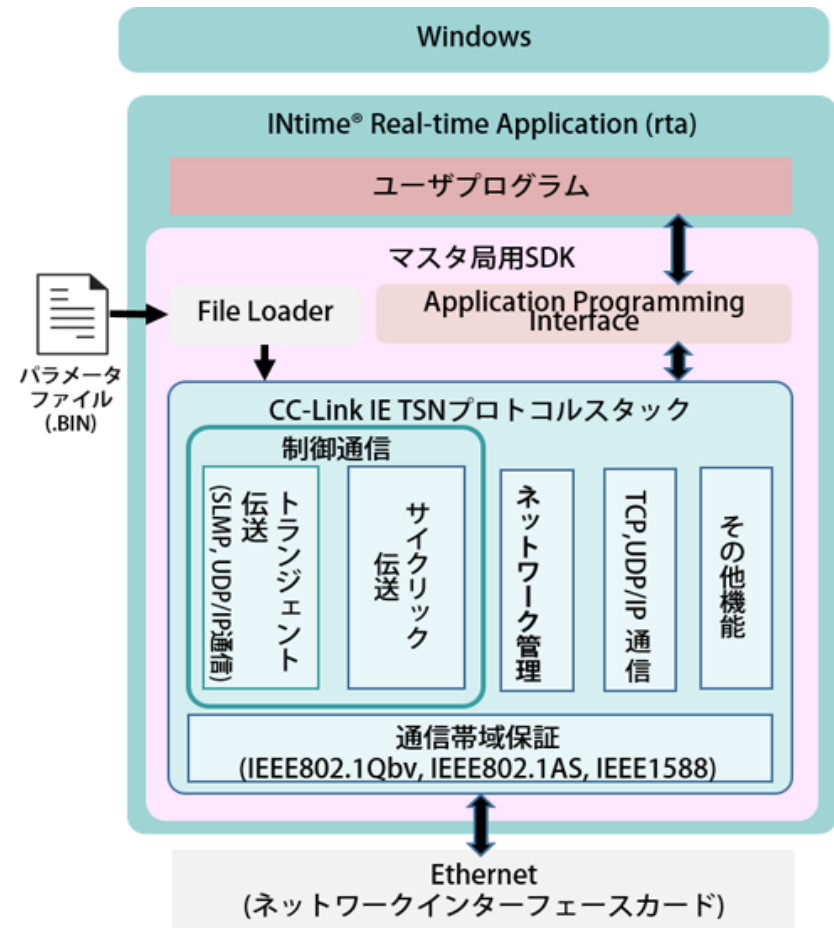 Windows
INtime® Real-time Application (rta)
ユーザプログラム
マスタ局用SDK
File Loader
Application Programming
Interface
パラメータ
ファイル
(.BIN)
CC-Link IE TSNプロトコルスタック
制御通信
トランジェント
伝送
(SLMP, UDP/IP通信)
サイクリック
伝送
ネットワーク管理
TCP,UDP/IP 通信
その他機能
通信帯域保証
(IEEE802.1Qbv, IEEE802.1AS, IEEE1588)
Ethernet
(ネットワークインターフェースカード)